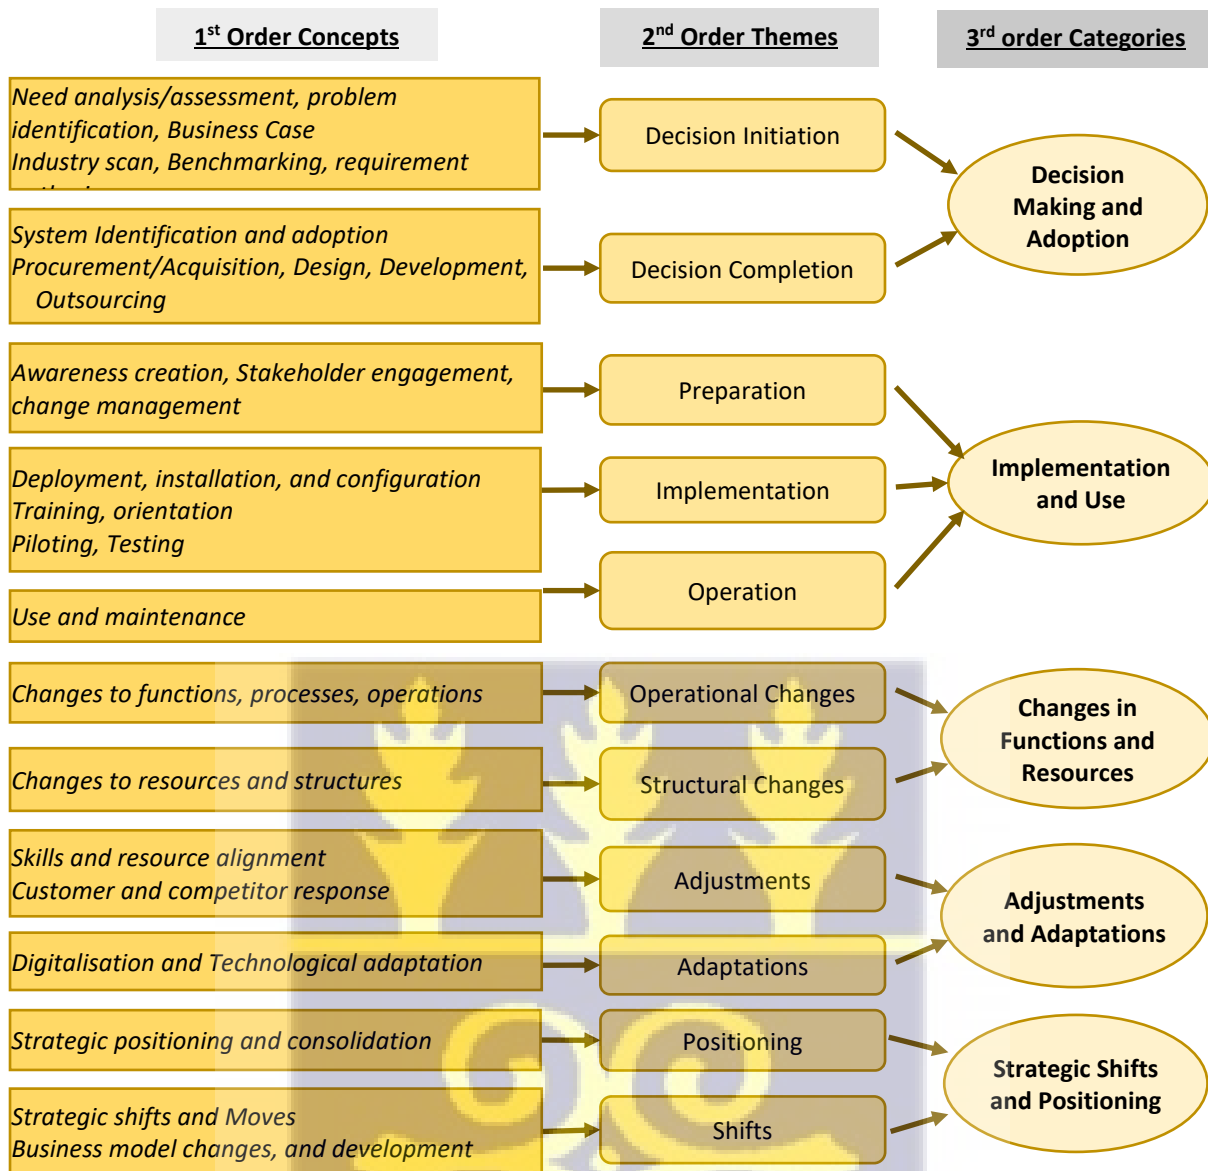 1st Order Concepts
2nd Order Themes
3rd order Categories
Need analysis/assessment, problem
identification, Business Case
Industry scan, Benchmarking, requirement
Decision Initiation
Decision
Making and
Adoption
System Identification and adoption
Procurement/Acquisition, Design, Development,
Outsourcing
Decision Completion
Awareness creation, Stakeholder engagement,
change management
Preparation
Implementation
and Use
Deployment, installation, and configuration
Training, orientation
Piloting, Testing
Implementation
Use and maintenance
Operation
Changes to functions, processes, operations
Operational Changes
Changes in
Functions and
Resources
Changes to resources and structures
Structural Changes
Skills and resource alignment
Customer and competitor response
Adjustments
Adjustments
and Adaptations
Digitalisation and Technological adaptation
Adaptations
Strategic positioning and consolidation
Positioning
Strategic Shifts
and Positioning
Strategic shifts and Moves
Business model changes, and development
Shifts